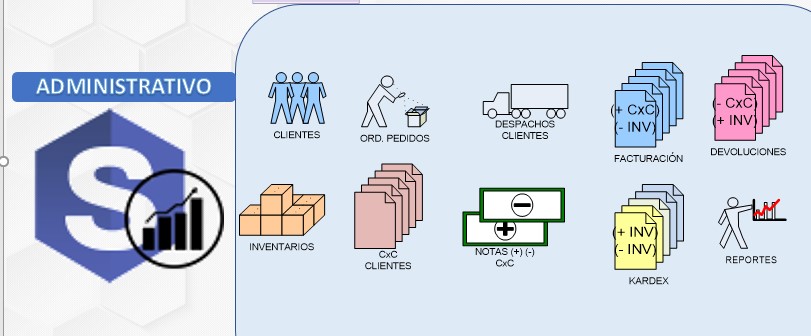 ADMINISTRATIVO
S
CLIENTES
ORD. PEDIDOS
DESPACHOS
CLIENTES
(+ CxC)
(- INV)
FACTURACIÓN
(- CxC)
(+ INV)
DEVOLUCIONES
INVENTARIOS
CxC
CLIENTES
−
+
NOTAS (+) (-)
CxC
(+ INV)
(- INV)
KARDEX
REPORTES